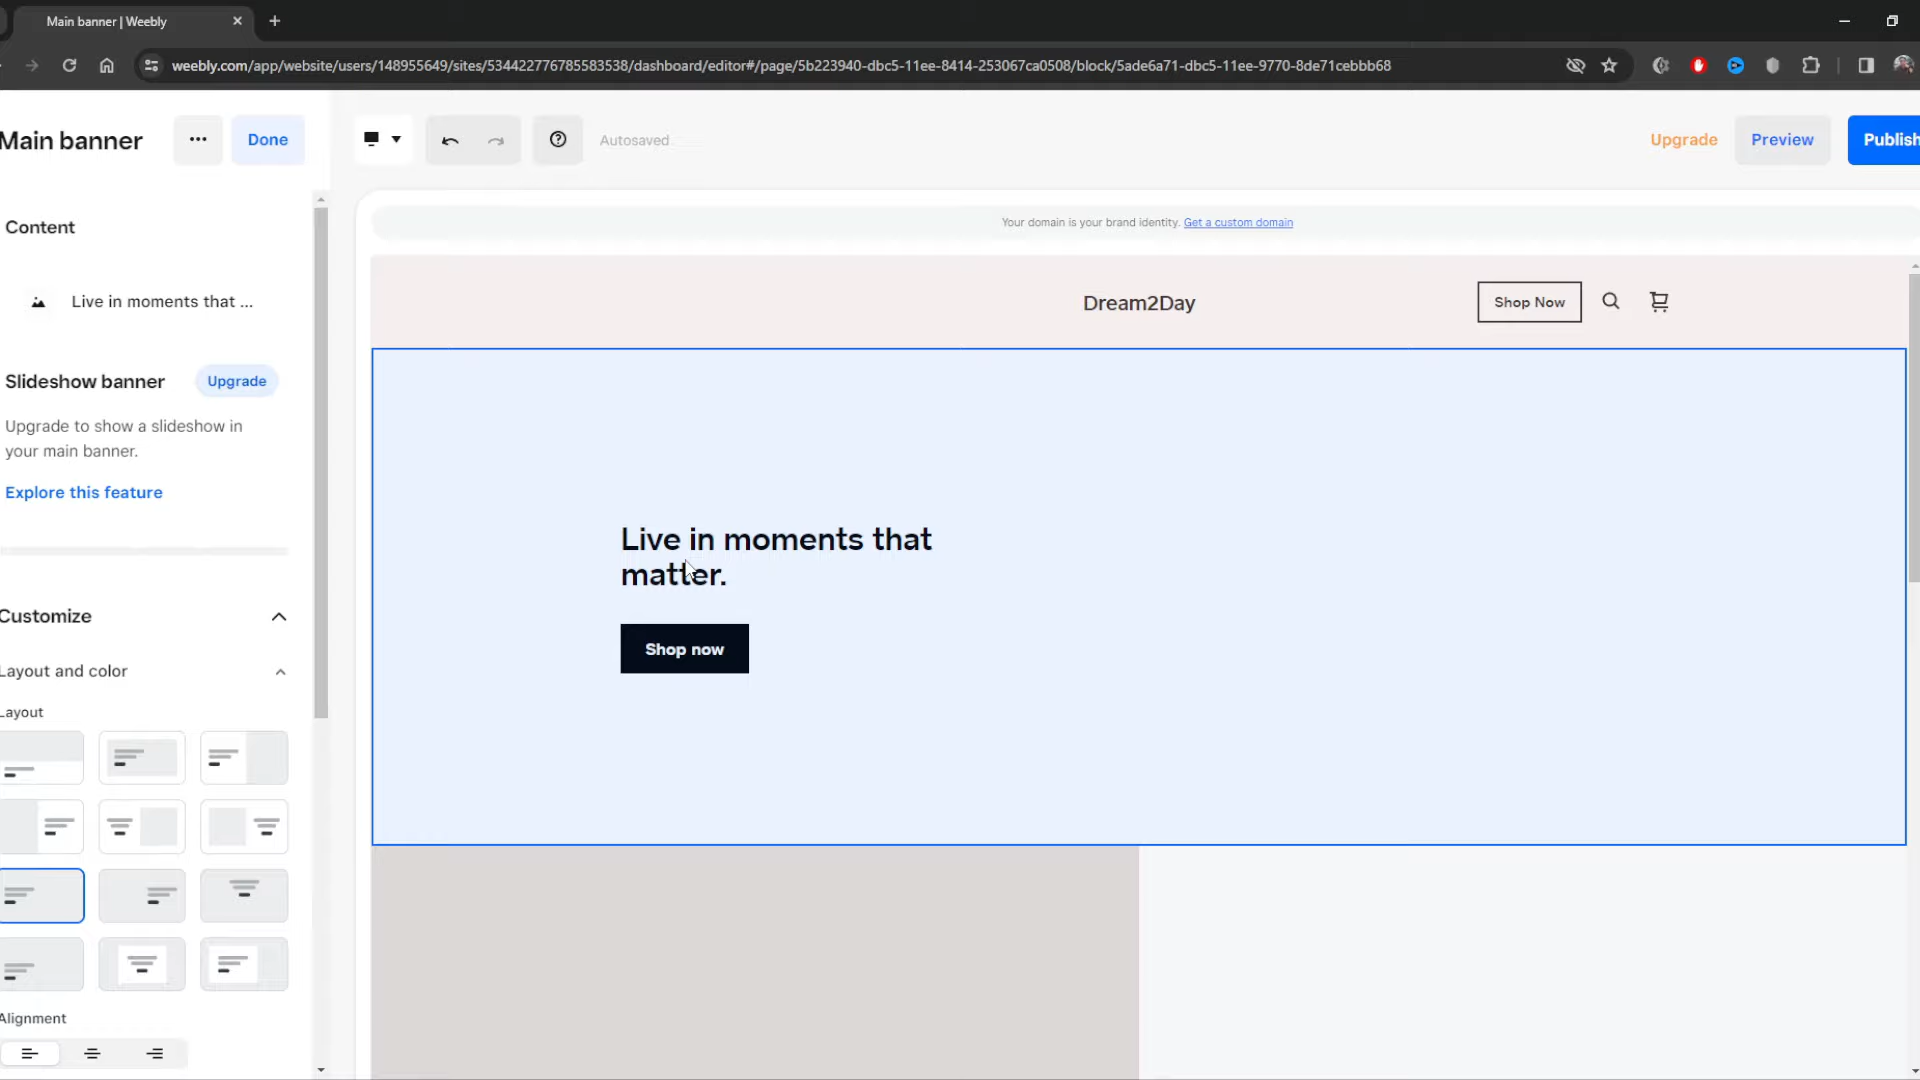 Main banner | Weebly
weebly.com/app/website/users/148955649/sites/534422776785583538/dashboard/editor#/page/5b223940-dbc5-11ee-8414-253067ca0508/block/5ade6a71-dbc5-11ee-9770-8de71cebbb68
Main banner
Done
Autosaved
Upgrade
Preview
Publish
Content
Live in moments that ...
Slideshow banner
Upgrade
Upgrade to show a slideshow in
your main banner.
Explore this feature
Customize
Layout and color
Layout
Alignment
Your domain is your brand identity. Get a custom domain
Dream2Day
Shop Now
Live in moments that
matter.
Shop now